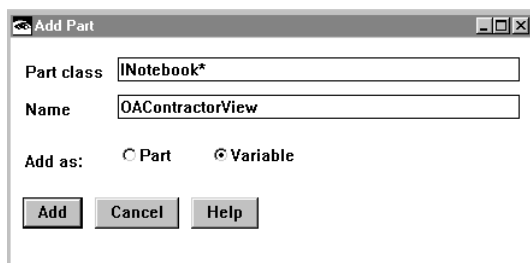 Add Part
Part class INotebook*
Name OAContractorView
Add as: Part Variable
Add Cancel Help